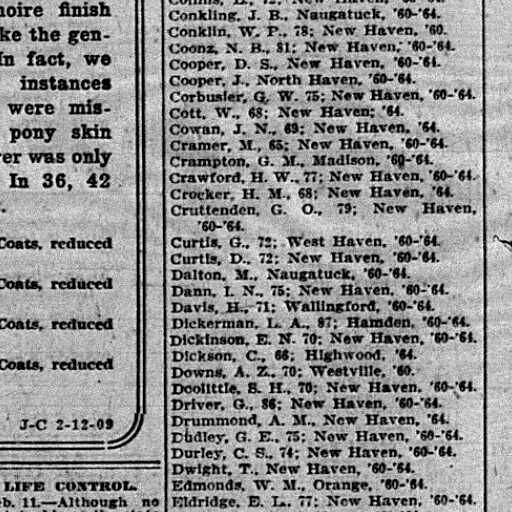 moire finish
ke the gen-
In fact, we
instances
were mis-
pony skin
er was only
In 36, 42
Coats, reduced
Coats, reduced
Coats, reduced
Coats, reduced
J-C 2-12-09
LIFE CONTROL.
eb. 11.—Although no
Conkling, J. B., Naugatuck, '60-'64.
Conklin, W. P., 78; New Haven, '60.
Coonz, N. B., 81; New Haven, '60-'64.
Cooper, D. S., New Haven, '60-'64.
Cooper, J., North Haven, '60-'64.
Corbusier, G. W. 75; New Haven, '60-'64.
Cott, W., 68; New Haven; '64.
Cowan, J. N., 69; New Haven, '64.
Cramer, M., 65; New Haven, '60-'64.
Crampton, G. M., Madison, '60-'64.
Crawford, H. W., 77; New Haven, '60-'64.
Crocker, H. M., 68; New Haven, '64.
Cruttenden, G. O., 79; New Haven,
'60-'64.
Curtis, G., 72; West Haven, '60-'64.
Curtis, D., 72; New Haven, '60-'64.
Dalton, M., Naugatuck, '60-'64.
Dann, I. N., 75; New Haven, '60-'64.
Davis, H., 71; Wallingford, '60-'64.
Dickerman, L. A., 87; Hamden, '60-'64.
Dickinson, E. N. 70; New Haven, '60-'64.
Dickson, C., 66; Highwood, '64.
Downs, A. Z., 70; Westville, '60.
Doolittle, S. H., 70; New Haven, '60-'64.
Driver, G., 86; New Haven, '60-'64.
Drummond, A. M., New Haven, '64.
Dudley, G. E., 75; New Haven, '60-'64.
Durley, C. S., 74; New Haven, '60-'64.
Dwight, T., New Haven, '60-'64.
Edmonds, W. M., Orange, '60-'64.
Eldridge, E. L., 77; New Haven, '60-'64.